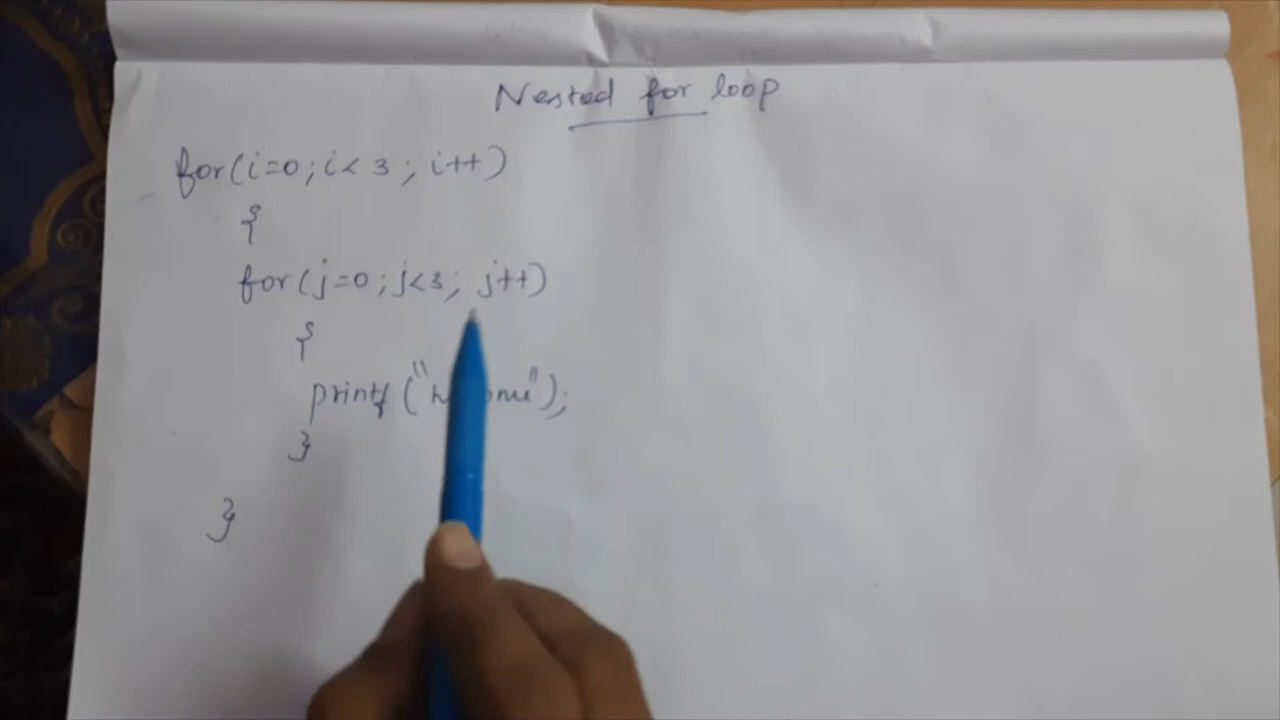 Nested for loop
for(i=0;i<3; i++)
{
for(j=0;j<3; j++)
{
printf("
");
}
}